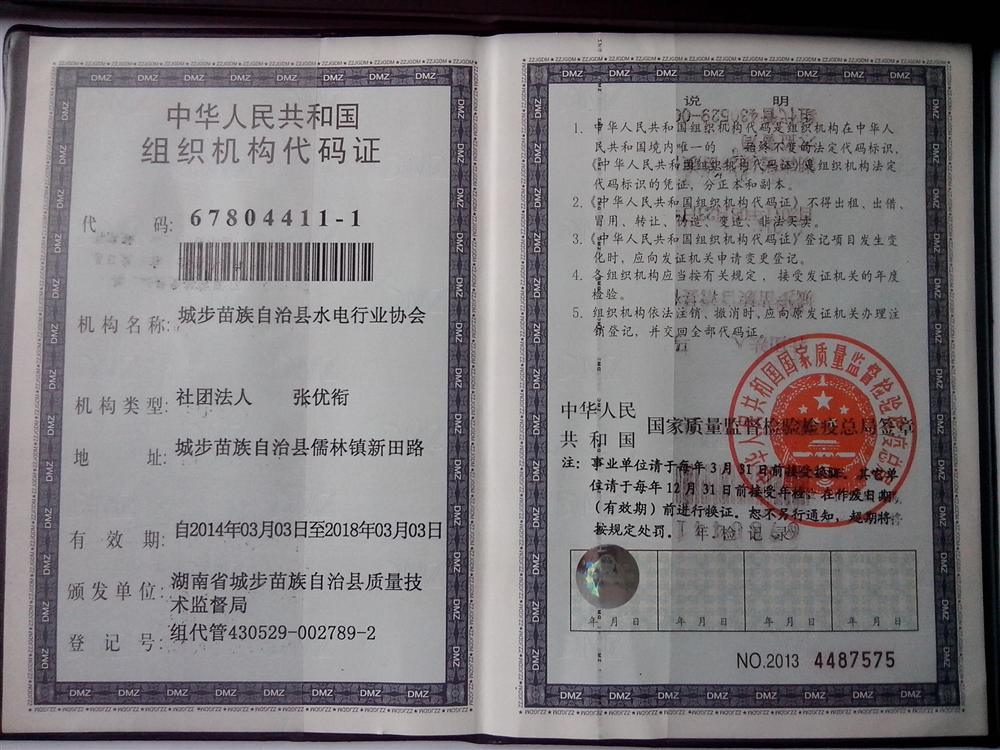 中华人民共和国
组织机构代码证
代 码: 67804411-1
机构名称: 城步苗族自治县水电行业协会
机构类型: 社团法人 张优衔
地 址: 城步苗族自治县儒林镇新田路
有 效 期: 自2014年03月03日至2018年03月03日
颁发单位: 湖南省城步苗族自治县质量技
术监督局
登 记 号: 组代管430529-002789-2
说 明
1. 中华人民共和国组织机构代码是组织机构在中华人
民共和国境内唯一的、始终不变的法定代码标识,
《中华人民共和国组织机构代码证》是组织机构法定
代码标识的凭证,分正本和副本。
2.《中华人民共和国组织机构代码证》不得出租、出借、
冒用、转让、伪造、变造、非法买卖。
3.《中华人民共和国组织机构代码证》登记项目发生变
化时,应向发证机关申请变更登记。
4. 各组织机构应当按有关规定,接受发证机关的年度
检验。
5. 组织机构依法注销、撤消时,应向原发证机关办理注
销登记,并交回全部代码证。
中华人民
共 和 国 国家质量监督检验检疫总局签章
注: 事业单位请于每年3月31日前接受换证、其它单
位请于每年12月31日前接受年检。在作废日期,
(有效期)前进行换证。恕不另行通知,超期将
按规定处罚。 年 检 记 录
年 月 日 年 月 日 年 月 日 年 月 日
NO.2013 4487575